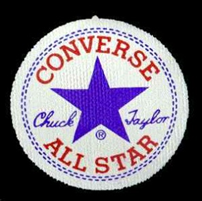 CONVERSE
Chuck Taylor
®
ALL STAR